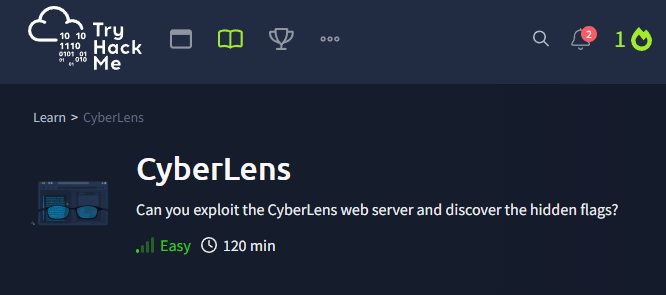 10 10
1110
0101 01
01 010
01
Try
Hack
Me
2
1
Learn > CyberLens
CyberLens
Can you exploit the CyberLens web server and discover the hidden flags?
Easy 120 min